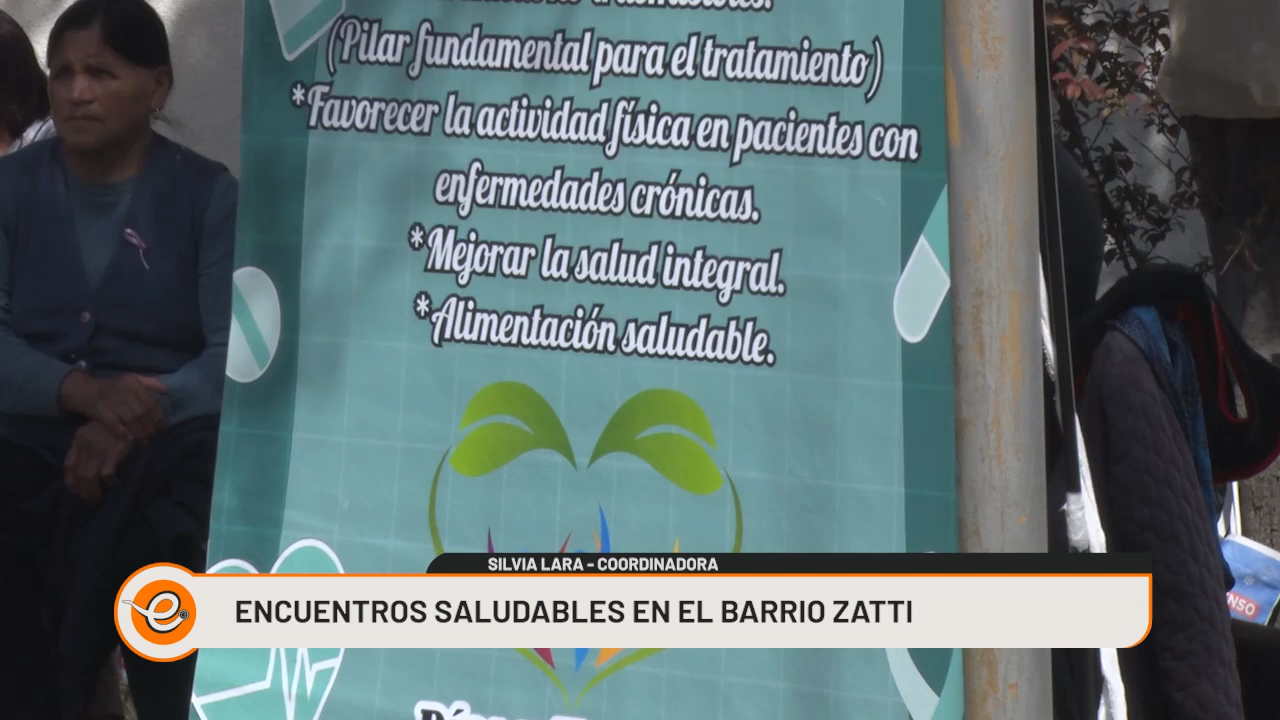 (Pilar fundamental para el tratamiento)
*Favorecer la actividad física en pacientes con
enfermedades crónicas.
*Mejorar la salud integral.
*Alimentación saludable.
SILVIA LARA - COORDINADORA
e
ENCUENTROS SALUDABLES EN EL BARRIO ZATTI